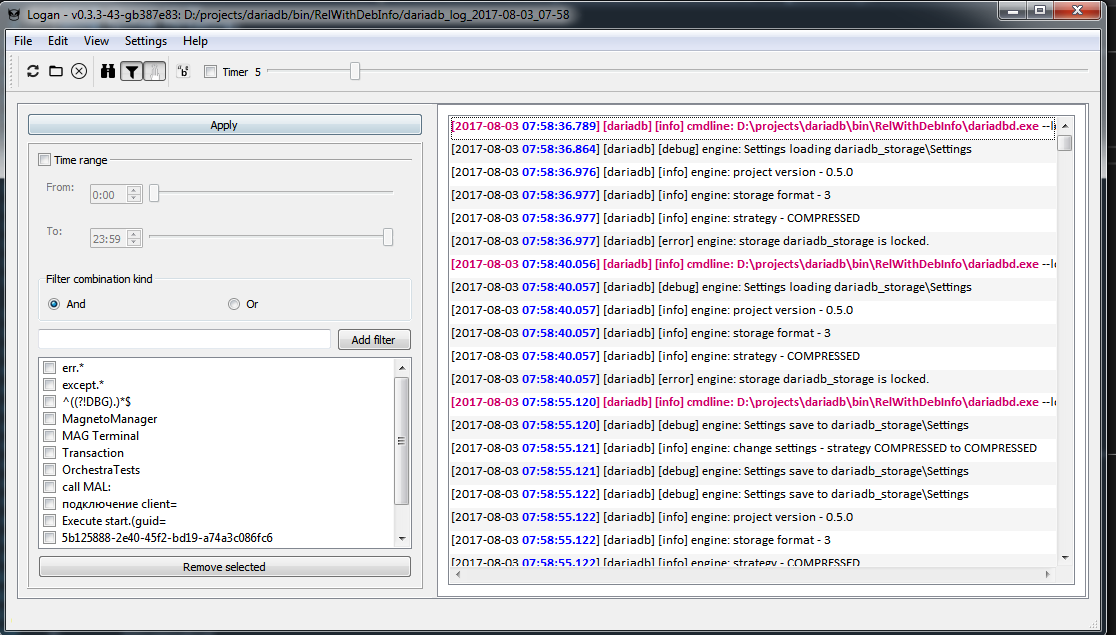 Logan - v0.3.3-43-gb387e83: D:/projects/dariadb/bin/RelWithDebInfo/dariadb_log_2017-08-03_07-58
File Edit View Settings Help
Timer 5
Apply
Time range
From: 0:00
To: 23:59
Filter combination kind
And Or
Add filter
err.*
except.*
^((?!DBG).)*$
MagnetoManager
MAG Terminal
Transaction
OrchestraTests
call MAL:
подключение client=
Execute start.(guid=
5b125888-2e40-45f2-bd19-a74a3c086fc6
Remove selected
[2017-08-03 07:58:36.789] [dariadb] [info] cmdline: D:\projects\dariadb\bin\RelWithDebInfo\dariadbd.exe
[2017-08-03 07:58:36.864] [dariadb] [debug] engine: Settings loading dariadb_storage\Settings
[2017-08-03 07:58:36.976] [dariadb] [info] engine: project version - 0.5.0
[2017-08-03 07:58:36.977] [dariadb] [info] engine: storage format - 3
[2017-08-03 07:58:36.977] [dariadb] [info] engine: strategy - COMPRESSED
[2017-08-03 07:58:36.977] [dariadb] [error] engine: storage dariadb_storage is locked.
[2017-08-03 07:58:40.056] [dariadb] [info] cmdline: D:\projects\dariadb\bin\RelWithDebInfo\dariadbd.exe
[2017-08-03 07:58:40.057] [dariadb] [debug] engine: Settings loading dariadb_storage\Settings
[2017-08-03 07:58:40.057] [dariadb] [info] engine: project version - 0.5.0
[2017-08-03 07:58:40.057] [dariadb] [info] engine: storage format - 3
[2017-08-03 07:58:40.057] [dariadb] [info] engine: strategy - COMPRESSED
[2017-08-03 07:58:40.057] [dariadb] [error] engine: storage dariadb_storage is locked.
[2017-08-03 07:58:55.120] [dariadb] [info] cmdline: D:\projects\dariadb\bin\RelWithDebInfo\dariadbd.exe
[2017-08-03 07:58:55.120] [dariadb] [debug] engine: Settings save to dariadb_storage\Settings
[2017-08-03 07:58:55.121] [dariadb] [info] engine: change settings - strategy COMPRESSED to COMPRESSED
[2017-08-03 07:58:55.121] [dariadb] [debug] engine: Settings save to dariadb_storage\Settings
[2017-08-03 07:58:55.122] [dariadb] [debug] engine: Settings save to dariadb_storage\Settings
[2017-08-03 07:58:55.122] [dariadb] [info] engine: project version - 0.5.0
[2017-08-03 07:58:55.122] [dariadb] [info] engine: storage format - 3
[2017-08-03 07:58:55.122] [dariadb] [info] engine: strategy - COMPRESSED